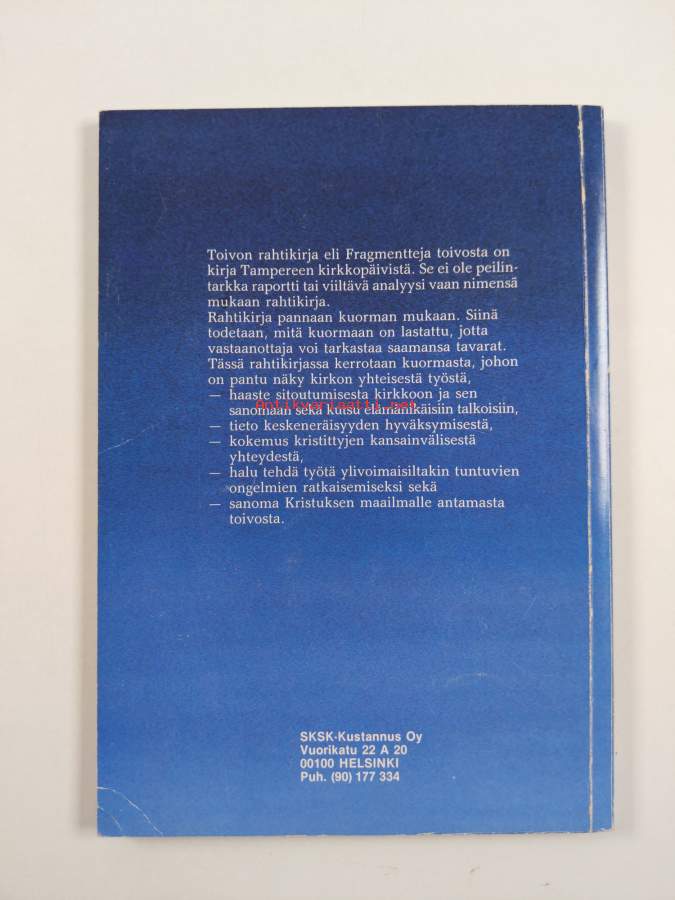 Toivon rahtikirja eli Fragmentteja toivosta on
kirja Tampereen kirkkopäivistä. Se ei ole peilin-
tarkka raportti tai viiltävä analyysi vaan nimensä
mukaan rahtikirja.
Rahtikirja pannaan kuorman mukaan. Siinä
todetaan, mitä kuormaan on lastattu, jotta
vastaanottaja voi tarkastaa saamansa tavarat.
Tässä rahtikirjassa kerrotaan kuormasta, johon
on pantu näky kirkon yhteisestä työstä,
— haaste sitoutumisesta kirkkoon ja sen
sanomaan sekä kutsu elämänikäisiin talkoisiin,
Antikvariaatti.net
— tieto keskeneräisyyden hyväksymisestä,
— kokemus kristittyjen kansainvälisestä
yhteydestä,
— halu tehdä työtä ylivoimaisiltakin tuntuvien
ongelmien ratkaisemiseksi sekä
— sanoma Kristuksen maailmalle antamasta
toivosta.
SKSK-Kustannus Oy
Vuorikatu 22 A 20
00100 HELSINKI
Puh. (90) 177 334